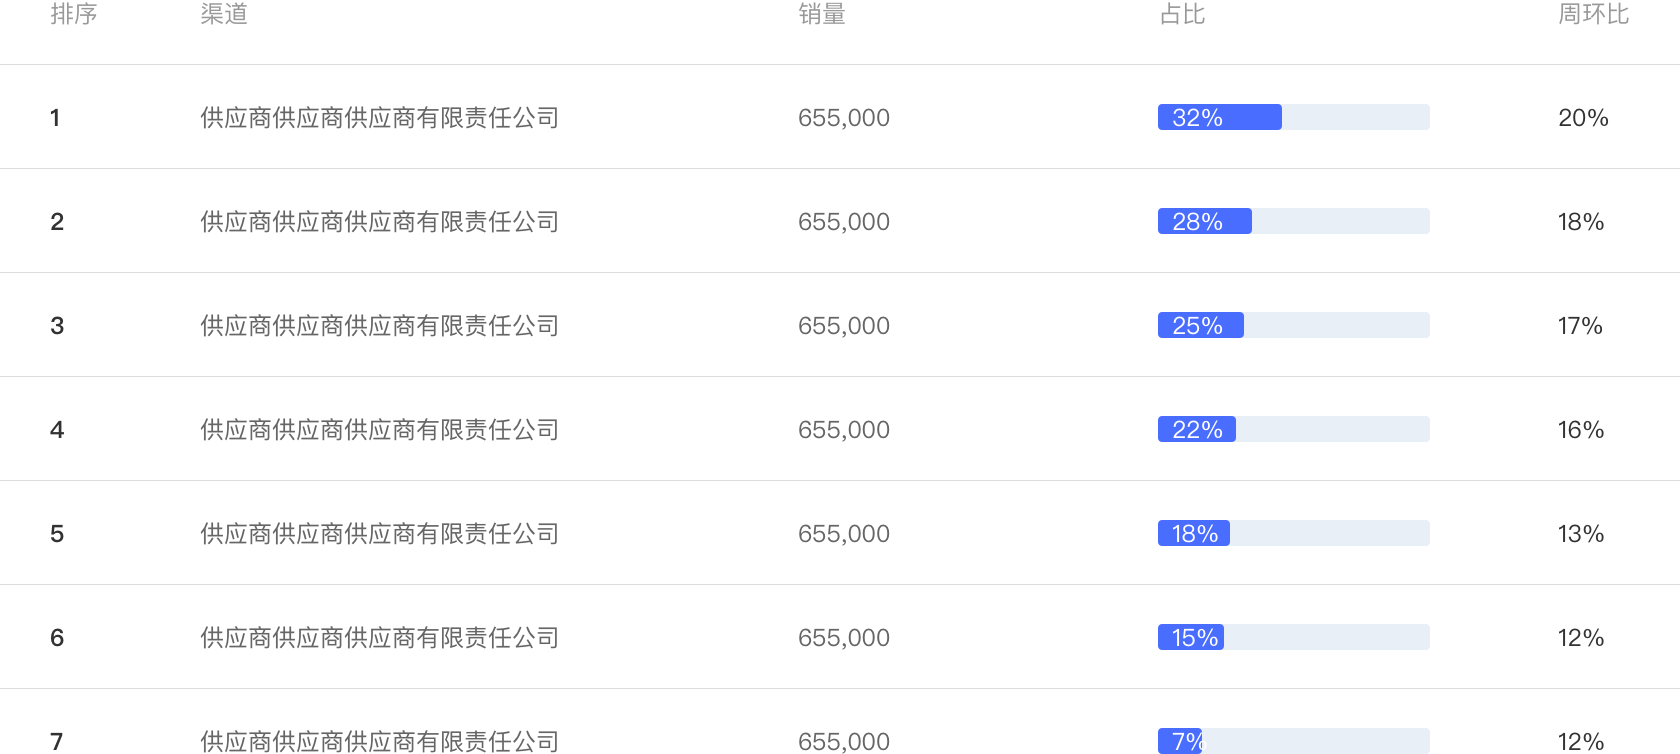 排序 渠道 销量 占比 周环比
1 供应商供应商供应商有限责任公司 655,000 32% 20%
2 供应商供应商供应商有限责任公司 655,000 28% 18%
3 供应商供应商供应商有限责任公司 655,000 25% 17%
4 供应商供应商供应商有限责任公司 655,000 22% 16%
5 供应商供应商供应商有限责任公司 655,000 18% 13%
6 供应商供应商供应商有限责任公司 655,000 15% 12%
7 供应商供应商供应商有限责任公司 655,000 7% 12%